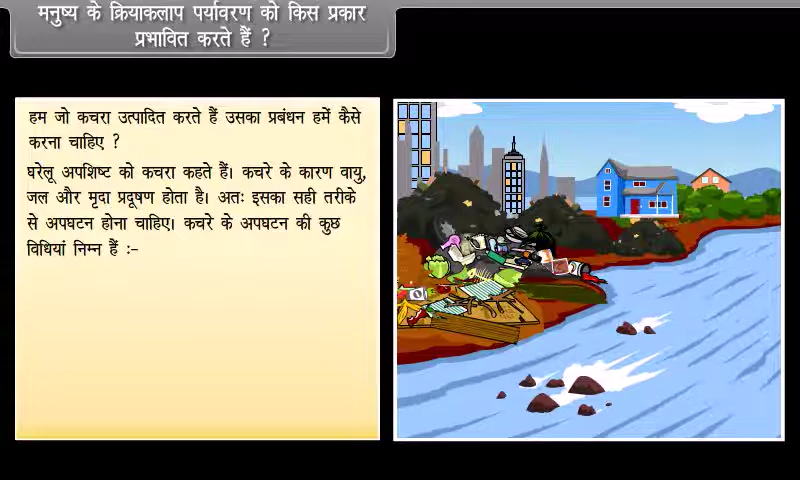 मनुष्य के क्रियाकलाप पर्यावरण को किस प्रकार
प्रभावित करते हैं ?
हम जो कचरा उत्पादित करते हैं उसका प्रबंधन हमें कैसे
करना चाहिए ?
घरेलू अपशिष्ट को कचरा कहते हैं। कचरे के कारण वायु,
जल और मृदा प्रदूषण होता है। अतः इसका सही तरीके
से अपघटन होना चाहिए। कचरे के अपघटन की कुछ
विधियां निम्न हैं :-